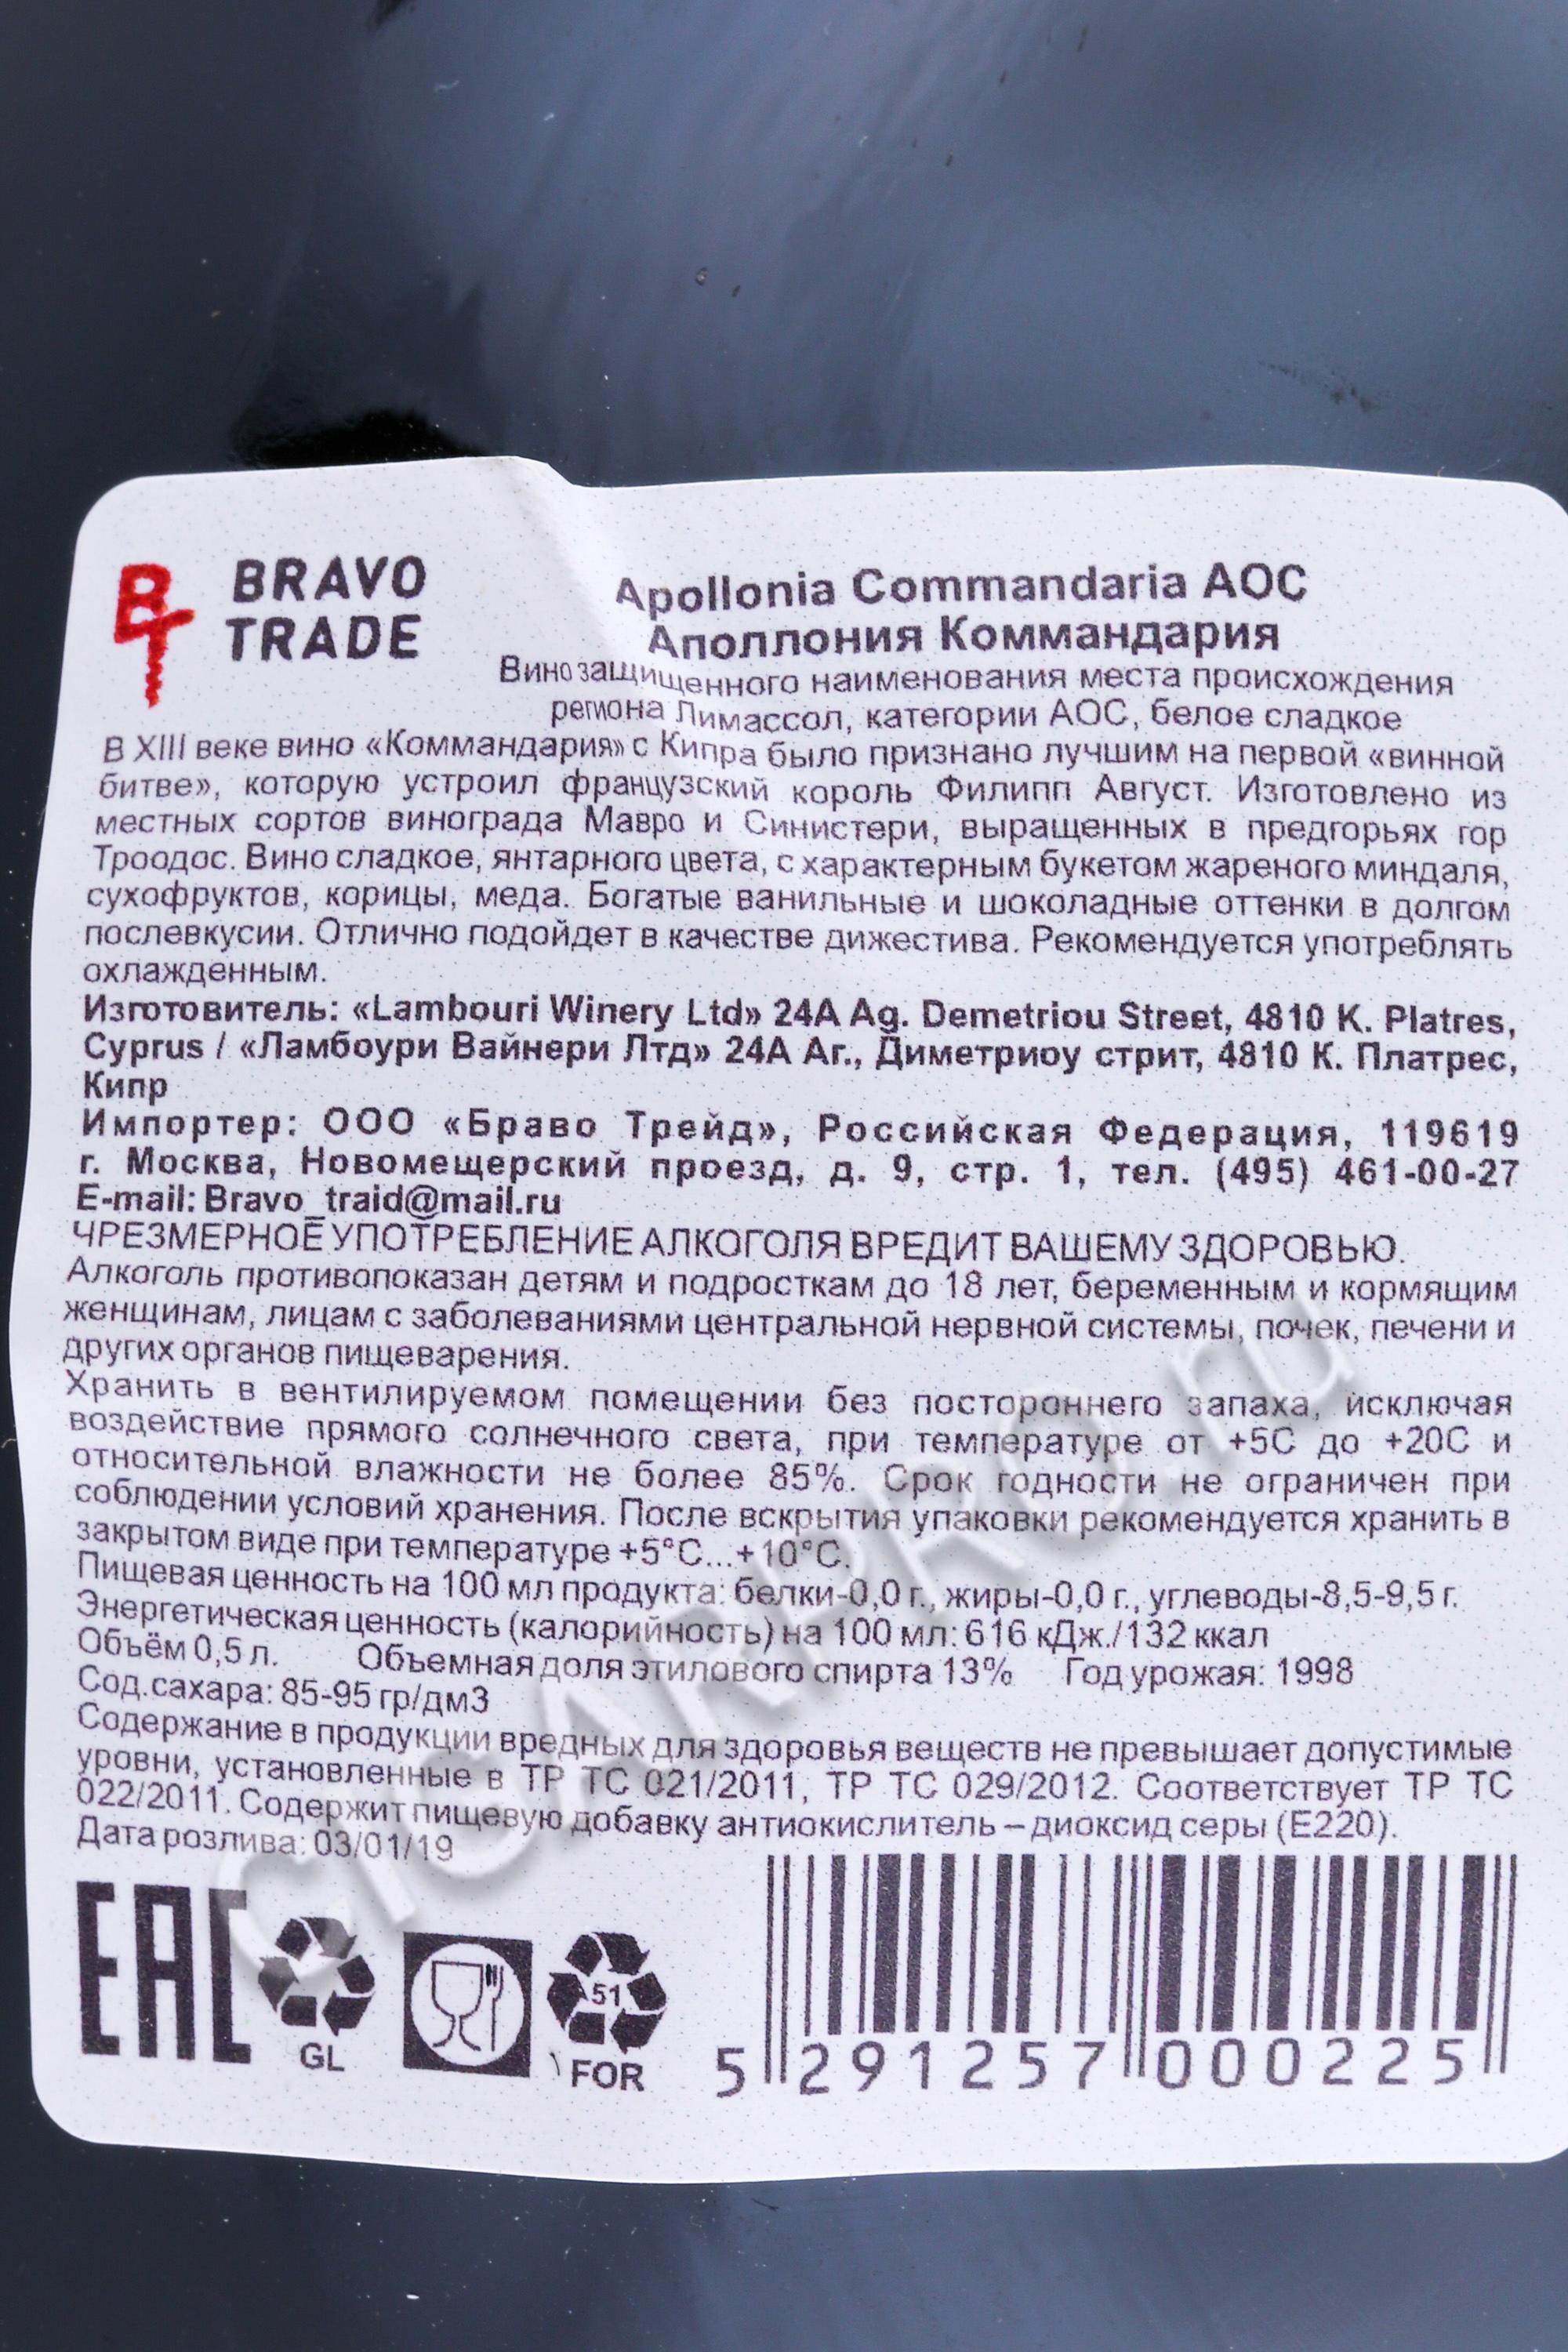 BRAVO
TRADE
Apollonia Commandaria AOC
Аполлония Коммандария
Вино защищенного наименования места происхождения
региона Лимассол, категории АОС, белое сладкое
В XIII веке вино «Коммандария» с Кипра было признано лучшим на первой «винной
битве», которую устроил французский король Филипп Август. Изготовлено из
местных сортов винограда Мавро и Синистери, выращенных в предгорьях гор
Троодос. Вино сладкое, янтарного цвета, с характерным букетом жареного миндаля,
сухофруктов, корицы, меда. Богатые ванильные и шоколадные оттенки в долгом
послевкусии. Отлично подойдет в качестве дижестива. Рекомендуется употреблять
охлажденным.
Изготовитель: «Lambouri Winery Ltd» 24A Ag. Demetriou Street, 4810 K. Platres,
Cyprus / «Ламбоури Вайнери Лтд» 24А Аг., Диметриоу стрит, 4810 К. Платрес,
Кипр
Импортер: ООО «Браво Трейд», Российская Федерация, 119619
г. Москва, Новомещерский проезд, д. 9, стр. 1, тел. (495) 461-00-27
E-mail: Bravo_traid@mail.ru
ЧРЕЗМЕРНОЕ УПОТРЕБЛЕНИЕ АЛКОГОЛЯ ВРЕДИТ ВАШЕМУ ЗДОРОВЬЮ.
Алкоголь противопоказан детям и подросткам до 18 лет, беременным и кормящим
женщинам, лицам с заболеваниями центральной нервной системы, почек, печени и
других органов пищеварения.
Хранить в вентилируемом помещении без постороннего запаха, исключая
воздействие прямого солнечного света, при температуре от +5С до +20С и
относительной влажности не более 85%. Срок годности не ограничен при
соблюдении условий хранения. После вскрытия упаковки рекомендуется хранить в
закрытом виде при температуре +5°С...+10°С.
Пищевая ценность на 100 мл продукта: белки-0,0 г., жиры-0,0 г., углеводы-8,5-9,5 г.
Энергетическая ценность (калорийность) на 100 мл: 616 кДж./132 ккал
Объём 0,5 л. Объемная доля этилового спирта 13% Год урожая: 1998
Сод.сахара: 85-95 гр/дм3
Содержание в продукции вредных для здоровья веществ не превышает допустимые
уровни, установленные в ТР ТС 021/2011, ТР ТС 029/2012. Соответствует ТР ТС
022/2011. Содержит пищевую добавку антиокислитель – диоксид серы (Е220).
Дата розлива: 03/01/19
EAC
GL
51
FOR
5 291257 000225
CIGARPRO.ru